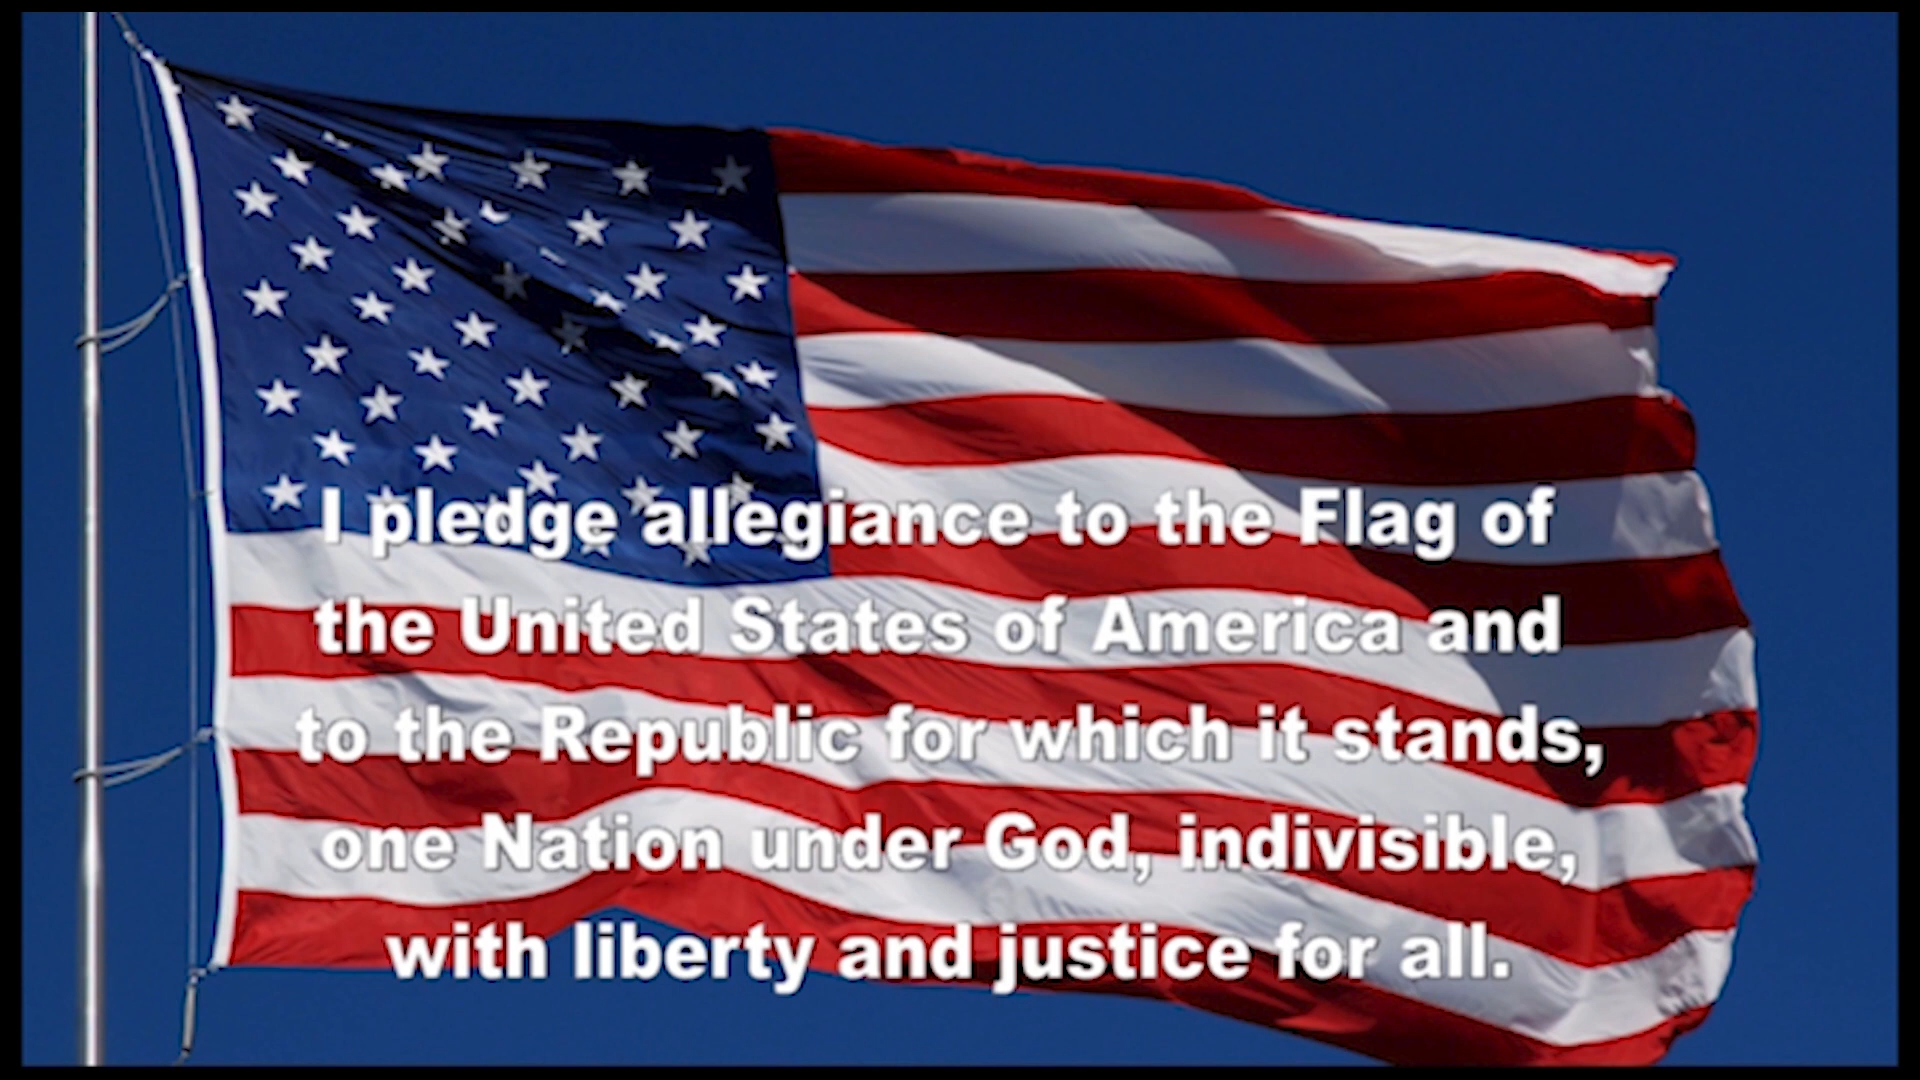 I pledge allegiance to the Flag of
the United States of America and
to the Republic for which it stands,
one Nation under God, indivisible,
with liberty and justice for all.